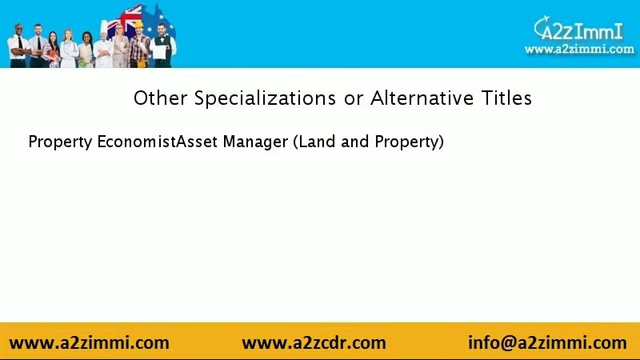 A2ZImmI
www.a2zimmi.com
Other Specializations or Alternative Titles
Property EconomistAsset Manager (Land and Property)
www.a2zimmi.com www.a2zcdr.com info@a2zimmi.com